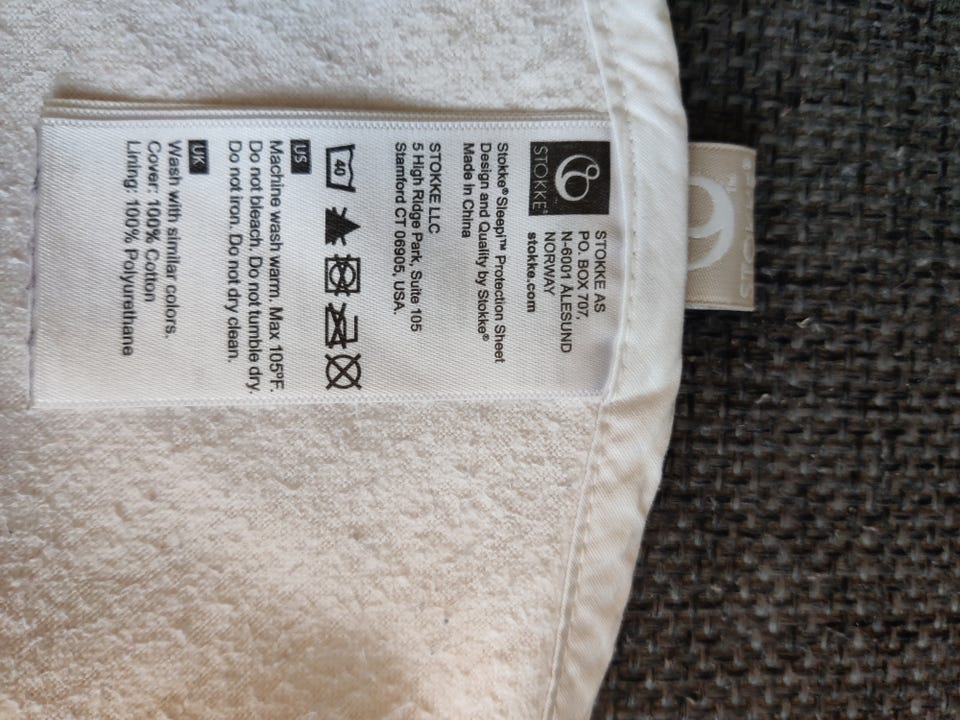 STOKKE®
STOKKE AS
PO. BOX 707,
N-6001 ÅLESUND
NORWAY
stokke.com
Stokke® Sleepi™ Protection Sheet
Design and Quality by Stokke®
Made in China
STOKKE LLC
5 High Ridge Park, Suite 105
Stamford CT 06905, USA.
40
US
Machine wash warm. Max 105ºF.
Do not bleach. Do not tumble dry.
Do not iron. Do not dry clean.
UK
Wash with similar colors.
Cover: 100% Cotton
Lining: 100% Polyurethane